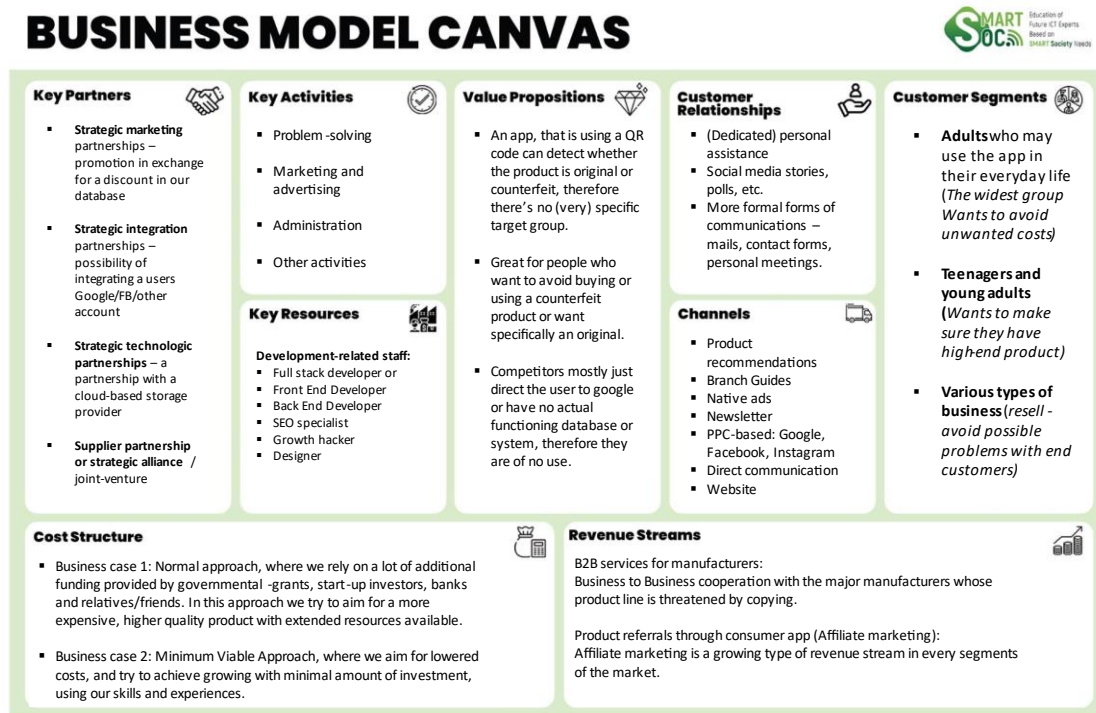 BUSINESS MODEL CANVAS
SMART
SOC
Education of
Future ICT Experts
Based on
SMART Society Needs
Key Partners
▪ Strategic marketing
partnerships –
promotion in exchange
for a discount in our
database
▪ Strategic integration
partnerships –
possibility of
integrating a users
Google/FB/other
account
▪ Strategic technologic
partnerships – a
partnership with a
cloud-based storage
provider
▪ Supplier partnership
or strategic alliance /
joint-venture
Key Activities
▪ Problem -solving
▪ Marketing and
advertising
▪ Administration
▪ Other activities
Key Resources
Development-related staff:
▪ Full stack developer or
▪ Front End Developer
▪ Back End Developer
▪ SEO specialist
▪ Growth hacker
▪ Designer
Value Propositions
▪ An app, that is using a QR
code can detect whether
the product is original or
counterfeit, therefore
there's no (very) specific
target group.
▪ Great for people who
want to avoid buying or
using a counterfeit
product or want
specifically an original.
▪ Competitors mostly just
direct the user to google
or have no actual
functioning database or
system, therefore they
are of no use.
Customer
Relationships
▪ (Dedicated) personal
assistance
▪ Social media stories,
polls, etc.
▪ More formal forms of
communications –
mails, contact forms,
personal meetings.
Channels
▪ Product
recommendations
▪ Branch Guides
▪ Native ads
▪ Newsletter
▪ PPC-based: Google,
Facebook, Instagram
▪ Direct communication
▪ Website
Customer Segments
▪ Adults who may
use the app in
their everyday life
(The widest group
Wants to avoid
unwanted costs)
▪ Teenagers and
young adults
(Wants to make
sure they have
high-end product)
▪ Various types of
business (resell -
avoid possible
problems with end
customers)
Cost Structure
▪ Business case 1: Normal approach, where we rely on a lot of additional
funding provided by governmental -grants, start-up investors, banks
and relatives/friends. In this approach we try to aim for a more
expensive, higher quality product with extended resources available.
▪ Business case 2: Minimum Viable Approach, where we aim for lowered
costs, and try to achieve growing with minimal amount of investment,
using our skills and experiences.
Revenue Streams
B2B services for manufacturers:
Business to Business cooperation with the major manufacturers whose
product line is threatened by copying.
Product referrals through consumer app (Affiliate marketing):
Affiliate marketing is a growing type of revenue stream in every segments
of the market.